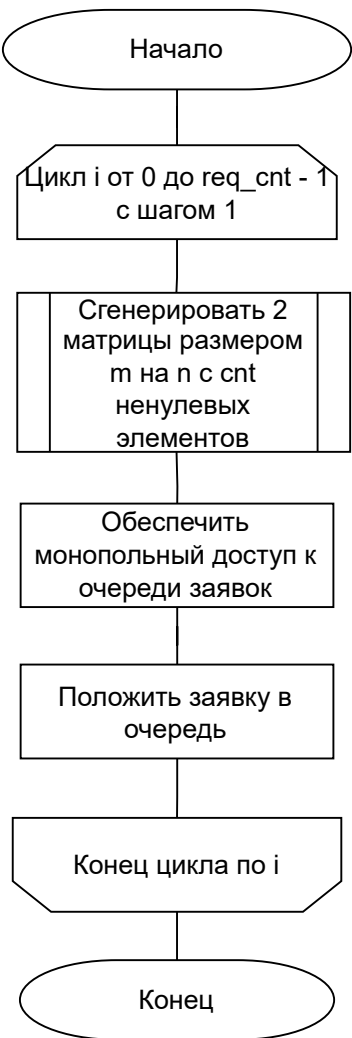 Начало
Цикл i от 0 до req_cnt - 1
с шагом 1
Сгенерировать 2
матрицы размером
m на n с cnt
ненулевых
элементов
Обеспечить
монопольный доступ к
очереди заявок
Положить заявку в
очередь
Конец цикла по i
Конец